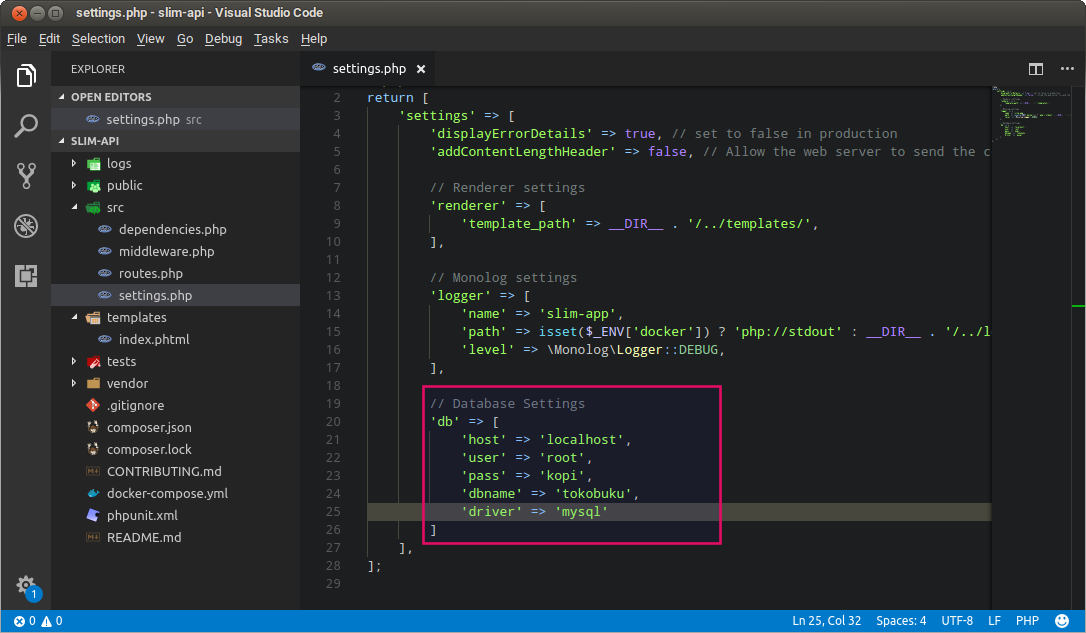 settings.php - slim-api - Visual Studio Code
File Edit Selection View Go Debug Tasks Help
EXPLORER
OPEN EDITORS
settings.php src
SLIM-API
logs
public
src
dependencies.php
middleware.php
routes.php
settings.php
templates
index.phtml
tests
vendor
.gitignore
composer.json
composer.lock
CONTRIBUTING.md
docker-compose.yml
phpunit.xml
README.md
1
settings.php
2 return [
3 'settings' => [
4 'displayErrorDetails' => true, // set to false in production
5 'addContentLengthHeader' => false, // Allow the web server to send the c
6
7 // Renderer settings
8 'renderer' => [
9 'template_path' => __DIR__ . '/../templates/',
10 ],
11
12 // Monolog settings
13 'logger' => [
14 'name' => 'slim-app',
15 'path' => isset($_ENV['docker']) ? 'php://stdout' : __DIR__ . '/../l
16 'level' => \Monolog\Logger::DEBUG,
17 ],
18
19 // Database Settings
20 'db' => [
21 'host' => 'localhost',
22 'user' => 'root',
23 'pass' => 'kopi',
24 'dbname' => 'tokobuku',
25 'driver' => 'mysql'
26 ]
27 ],
28 ];
29
0 0 Ln 25, Col 32 Spaces: 4 UTF-8 LF PHP